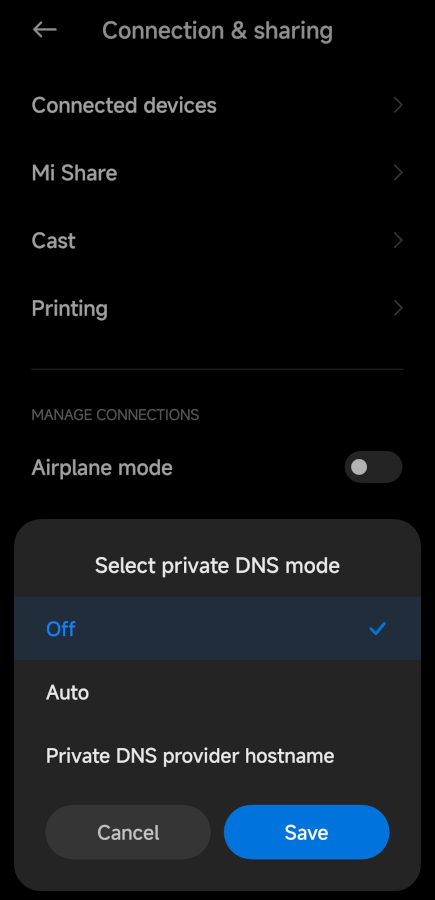 Connection & sharing
Connected devices
Mi Share
Cast
Printing
MANAGE CONNECTIONS
Airplane mode
Select private DNS mode
Off
Auto
Private DNS provider hostname
Cancel
Save